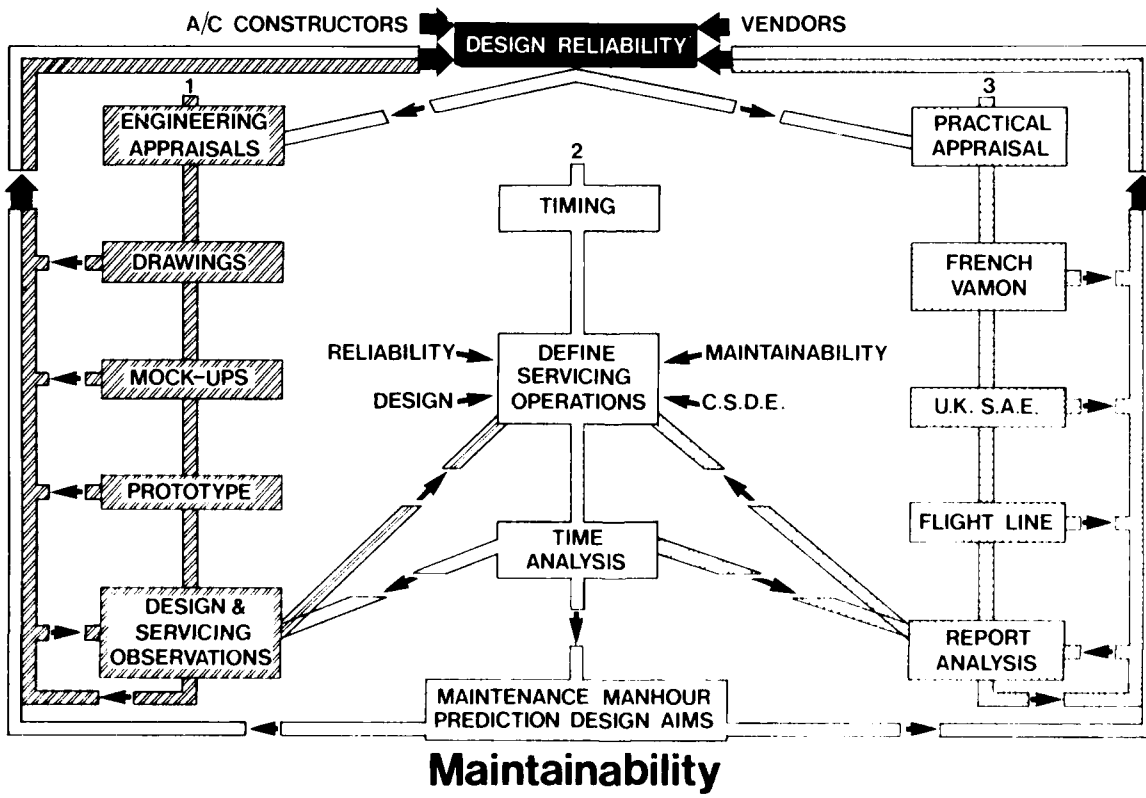 A/C CONSTRUCTORS
VENDORS
DESIGN RELIABILITY
1
ENGINEERING
APPRAISALS
DRAWINGS
MOCK-UPS
PROTOTYPE
DESIGN &
SERVICING
OBSERVATIONS
2
TIMING
RELIABILITY
DESIGN
DEFINE
SERVICING
OPERATIONS
MAINTAINABILITY
C.S.D.E.
TIME
ANALYSIS
MAINTENANCE MANHOUR
PREDICTION DESIGN AIMS
3
PRACTICAL
APPRAISAL
FRENCH
VAMON
U.K. S.A.E.
FLIGHT LINE
REPORT
ANALYSIS
Maintainability